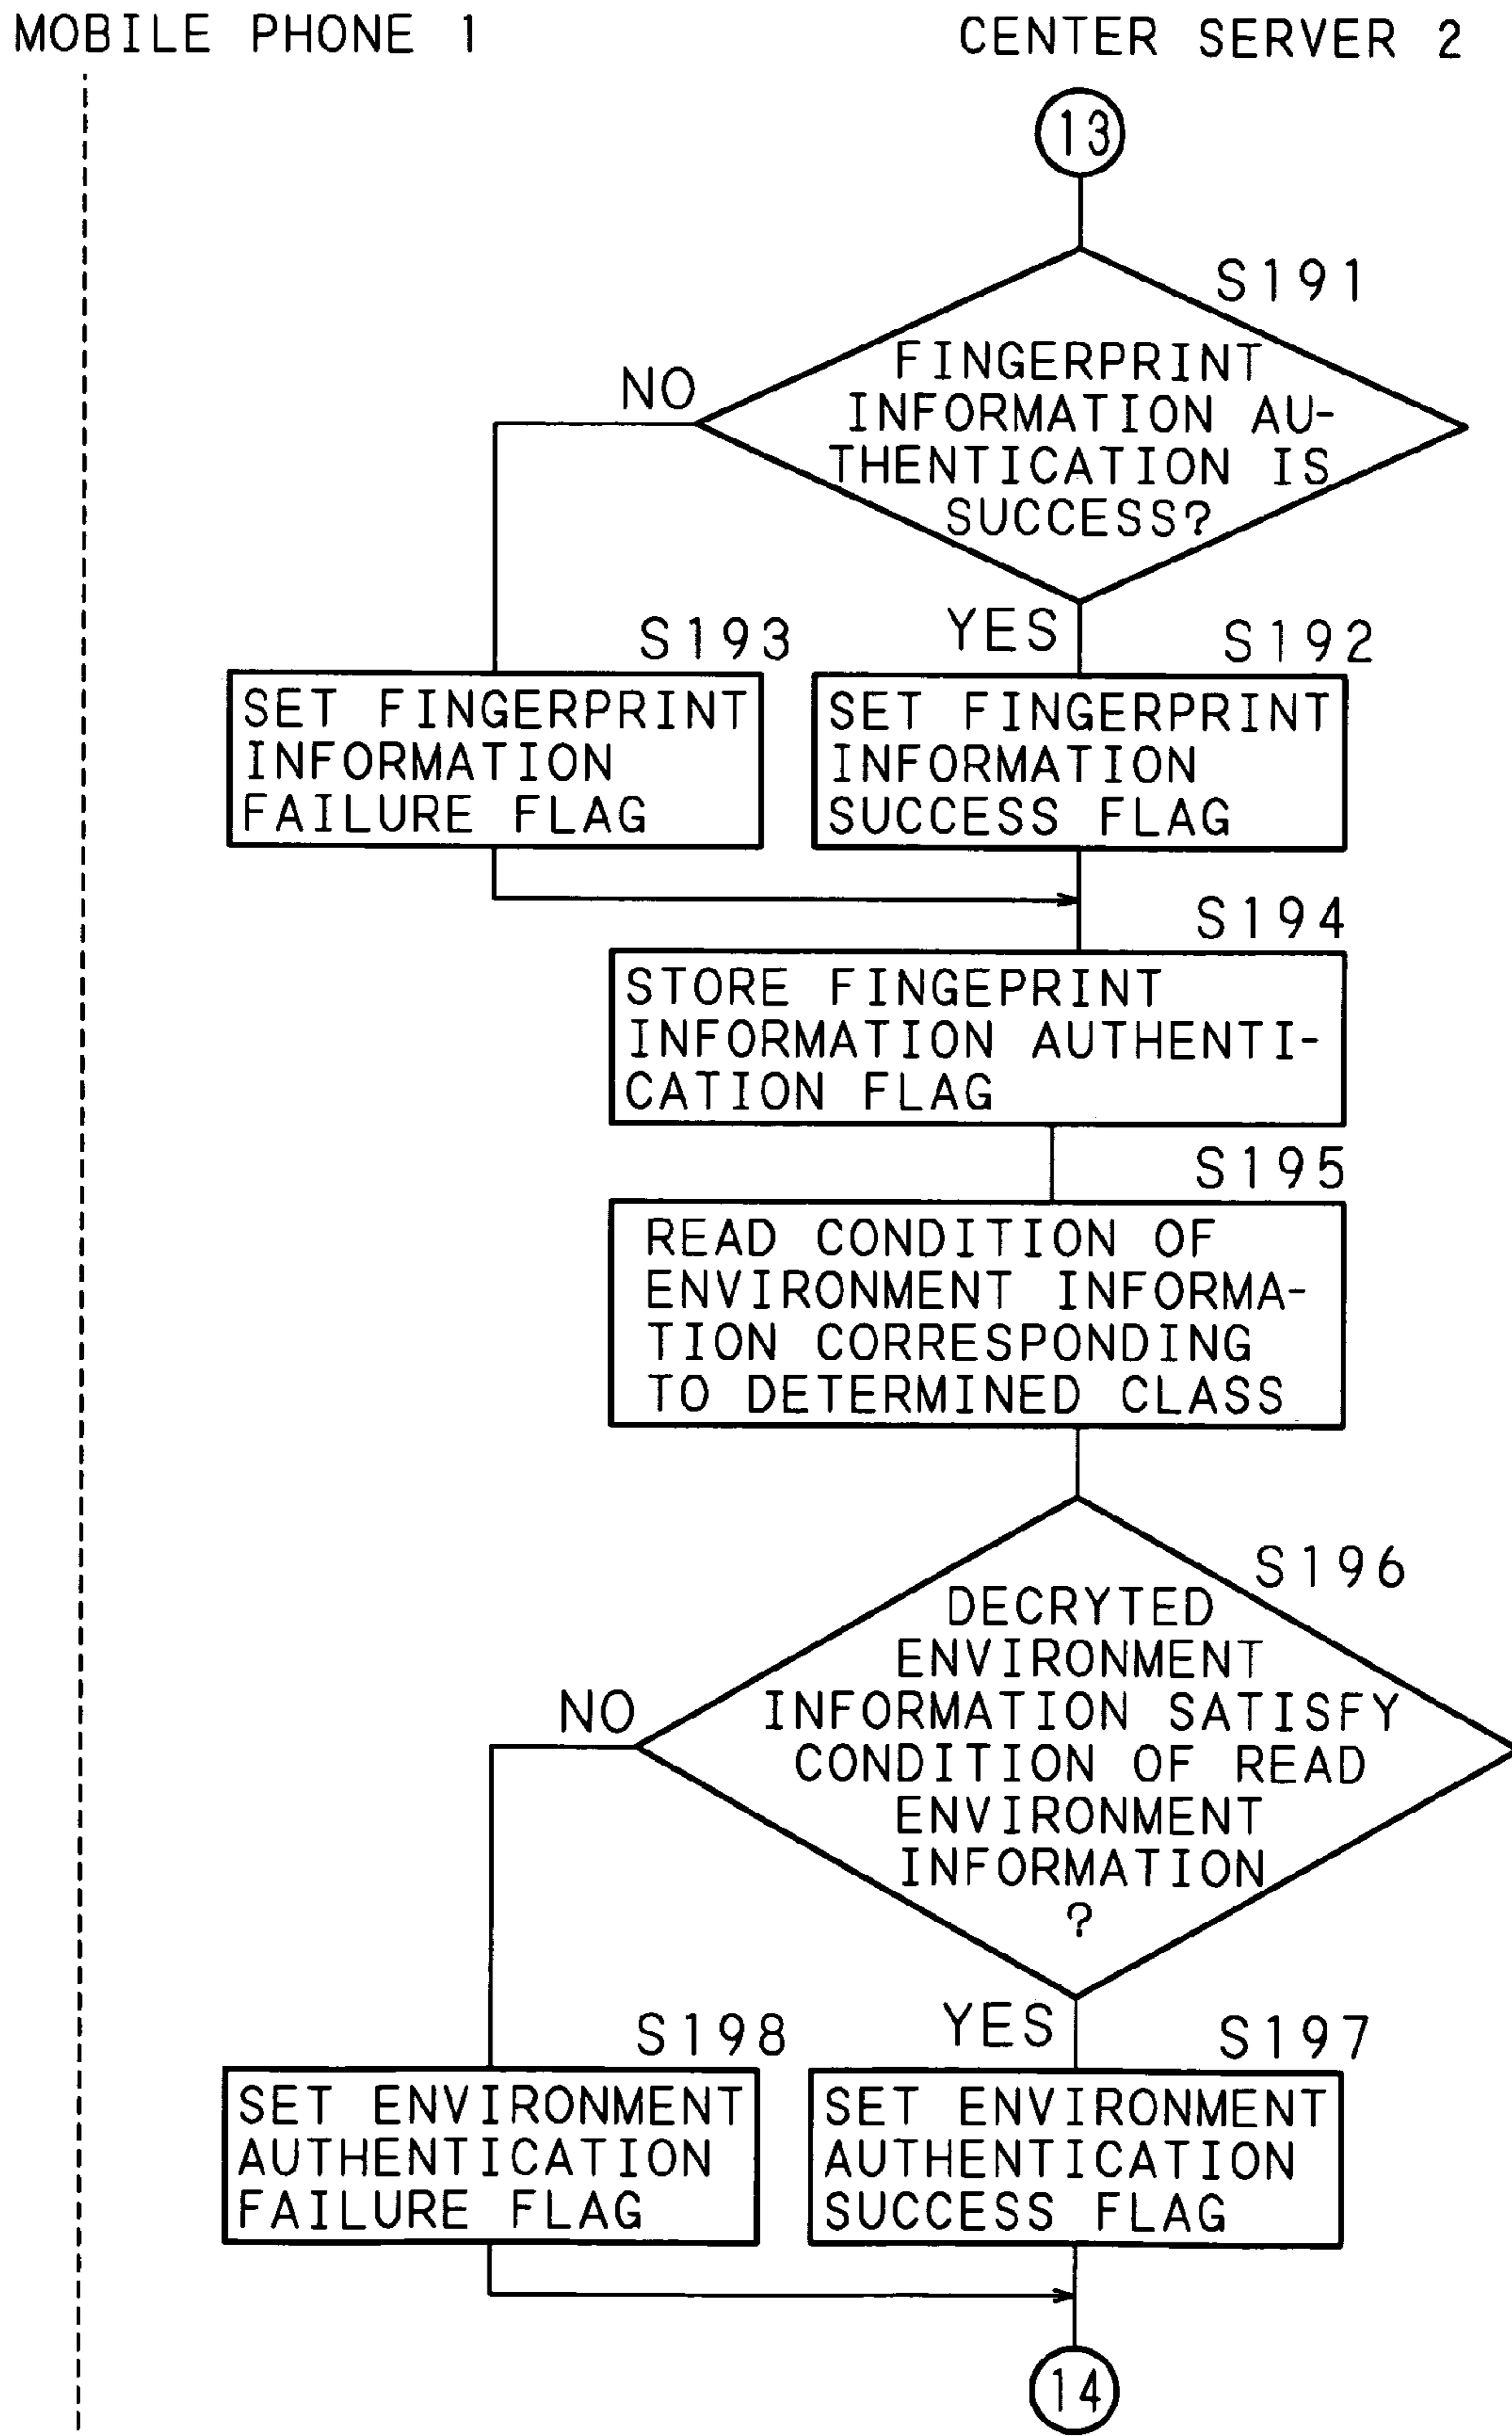 MOBILE PHONE 1
CENTER SERVER 2
13
S191
FINGERPRINT
INFORMATION AU-
THENTICATION IS
SUCCESS?
NO
YES
S193
SET FINGERPRINT
INFORMATION
FAILURE FLAG
S192
SET FINGERPRINT
INFORMATION
SUCCESS FLAG
S194
STORE FINGEPRINT
INFORMATION AUTHENTI-
CATION FLAG
S195
READ CONDITION OF
ENVIRONMENT INFORMA-
TION CORRESPONDING
TO DETERMINED CLASS
S196
DECRYTED
ENVIRONMENT
INFORMATION SATISFY
CONDITION OF READ
ENVIRONMENT
INFORMATION
?
NO
YES
S198
SET ENVIRONMENT
AUTHENTICATION
FAILURE FLAG
S197
SET ENVIRONMENT
AUTHENTICATION
SUCCESS FLAG
14